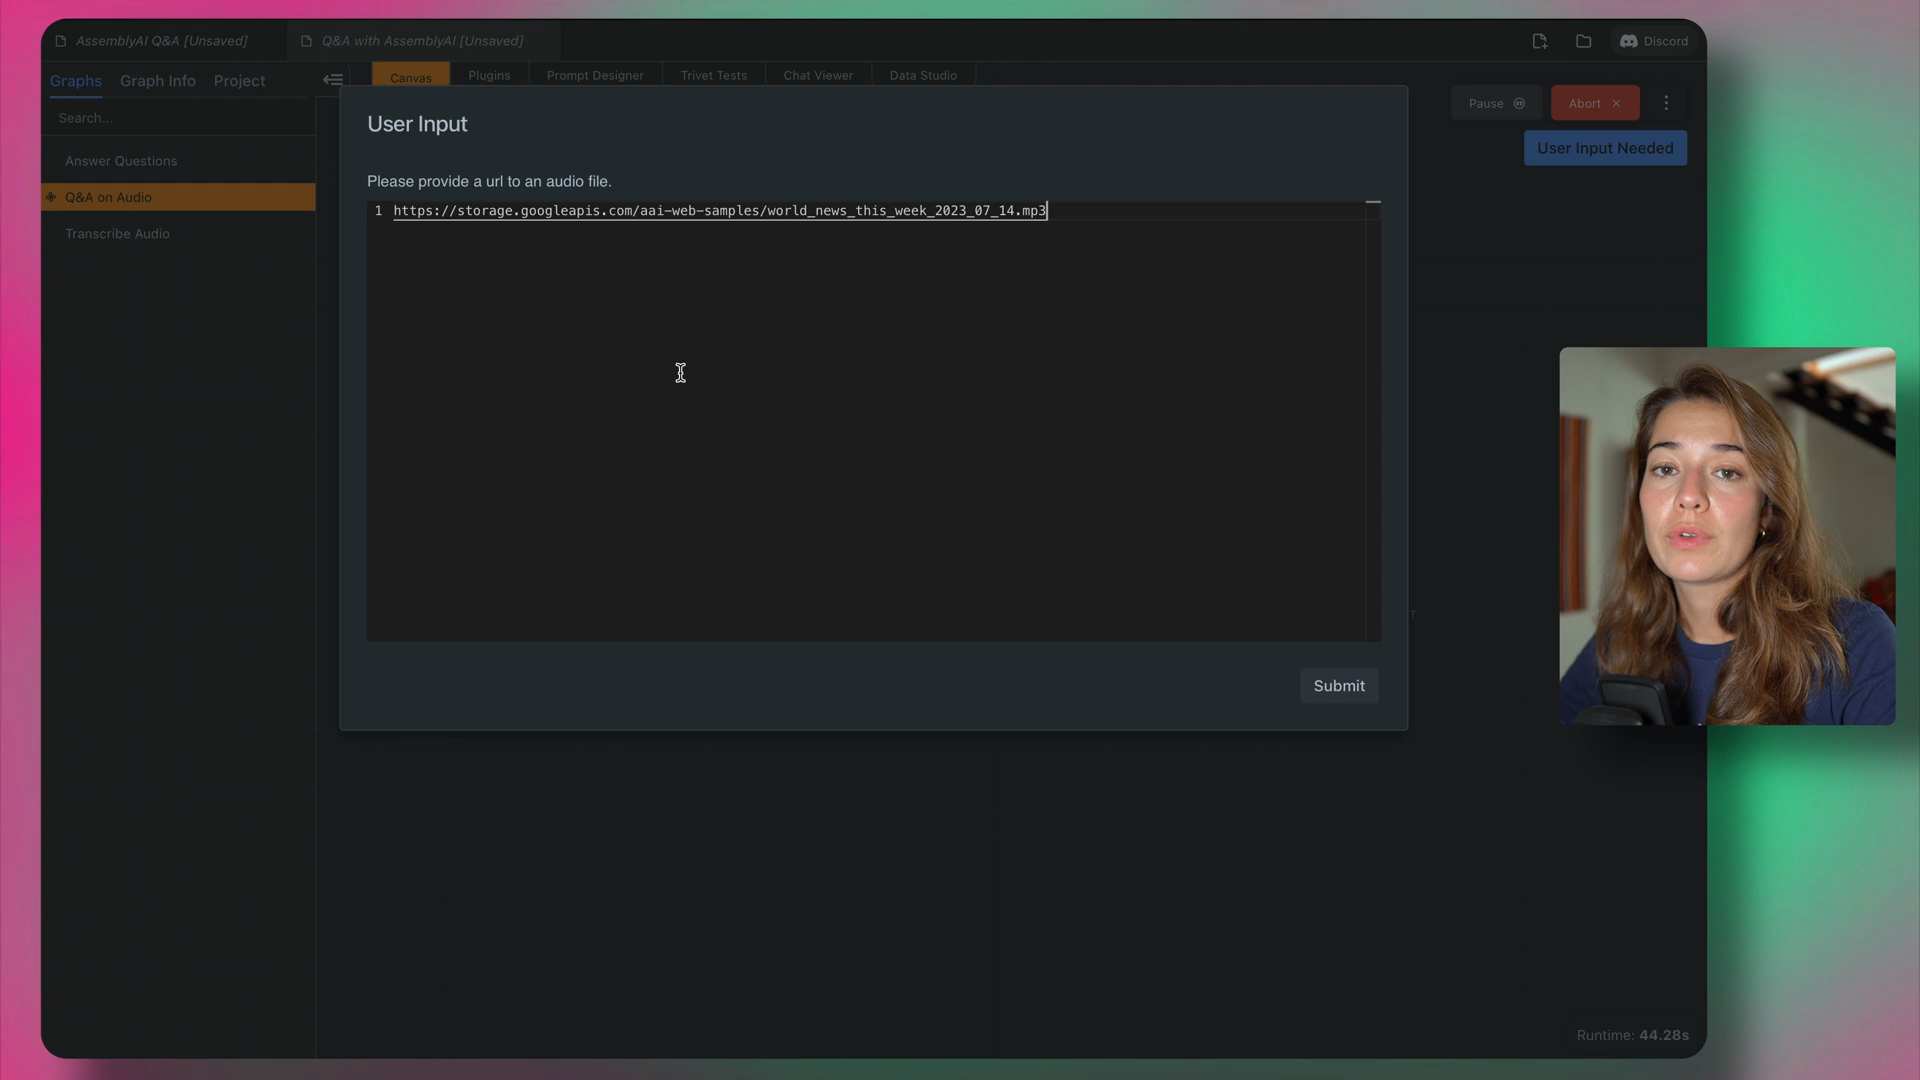 AssemblyAI Q&A [Unsaved]
Q&A with AssemblyAI [Unsaved]
Discord
Graphs
Graph Info
Project
Canvas
Plugins
Prompt Designer
Trivet Tests
Chat Viewer
Data Studio
Search...
Pause
Abort
User Input
User Input Needed
Answer Questions
Please provide a url to an audio file.
Q&A on Audio
1 https://storage.googleapis.com/aai-web-samples/world_news_this_week_2023_07_14.mp3
Transcribe Audio
Submit
Runtime: 44.28s